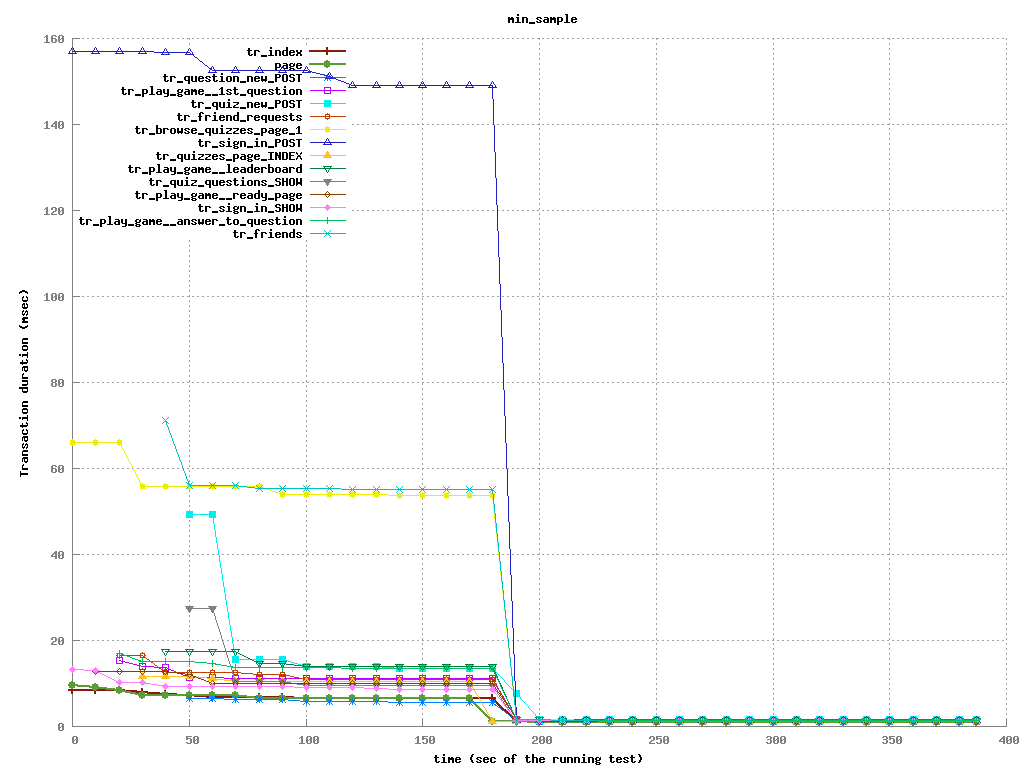 min_sample
160
140
120
100
80
60
40
20
0
Transaction duration (msec)
tr_index
page
tr_question_new_POST
tr_play_game__1st_question
tr_quiz_new_POST
tr_friend_requests
tr_browse_quizzes_page_1
tr_sign_in_POST
tr_quizzes_page_INDEX
tr_play_game__leaderboard
tr_quiz_questions_SHOW
tr_play_game__ready_page
tr_sign_in_SHOW
tr_play_game__answer_to_question
tr_friends
0 50 100 150 200 250 300 350 400
time (sec of the running test)